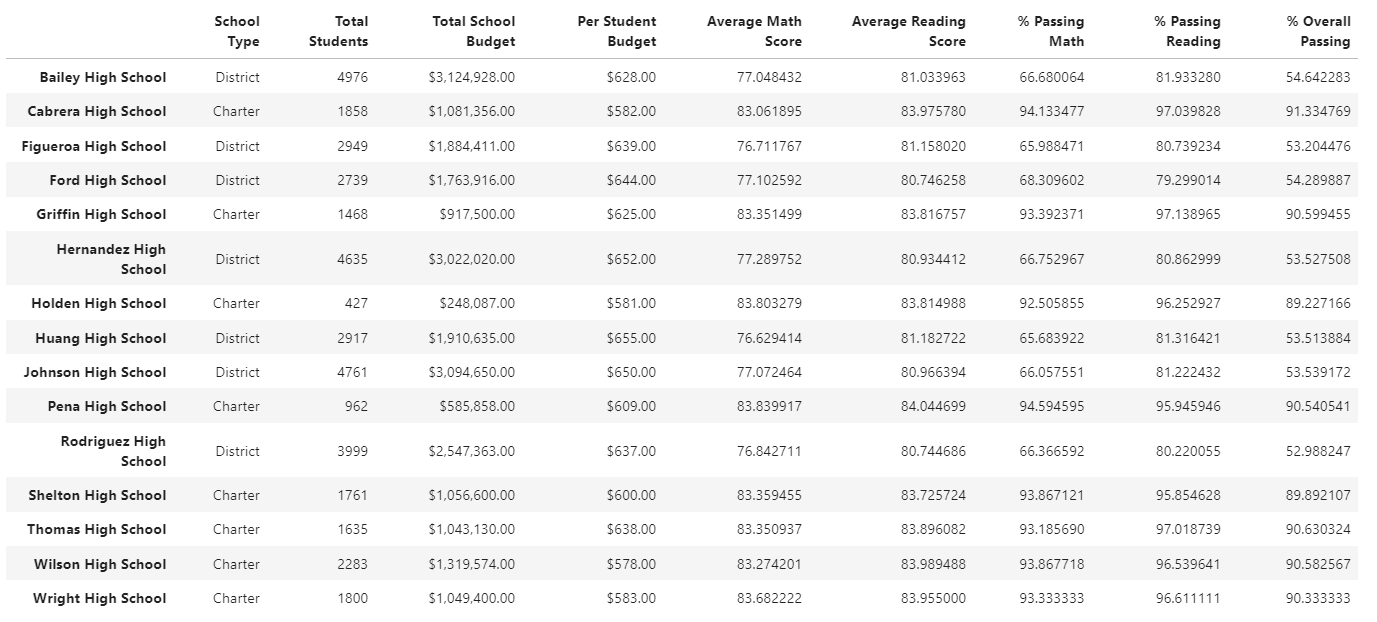 School Total Total School Per Student Average Math Average Reading % Passing % Passing % Overall
Type Students Budget Budget Score Score Math Reading Passing
Bailey High School District 4976 $3,124,928.00 $628.00 77.048432 81.033963 66.680064 81.933280 54.642283
Cabrera High School Charter 1858 $1,081,356.00 $582.00 83.061895 83.975780 94.133477 97.039828 91.334769
Figueroa High School District 2949 $1,884,411.00 $639.00 76.711767 81.158020 65.988471 80.739234 53.204476
Ford High School District 2739 $1,763,916.00 $644.00 77.102592 80.746258 68.309602 79.299014 54.289887
Griffin High School Charter 1468 $917,500.00 $625.00 83.351499 83.816757 93.392371 97.138965 90.599455
Hernandez High
School District 4635 $3,022,020.00 $652.00 77.289752 80.934412 66.752967 80.862999 53.527508
Holden High School Charter 427 $248,087.00 $581.00 83.803279 83.814988 92.505855 96.252927 89.227166
Huang High School District 2917 $1,910,635.00 $655.00 76.629414 81.182722 65.683922 81.316421 53.513884
Johnson High School District 4761 $3,094,650.00 $650.00 77.072464 80.966394 66.057551 81.222432 53.539172
Pena High School Charter 962 $585,858.00 $609.00 83.839917 84.044699 94.594595 95.945946 90.540541
Rodriguez High
School District 3999 $2,547,363.00 $637.00 76.842711 80.744686 66.366592 80.220055 52.988247
Shelton High School Charter 1761 $1,056,600.00 $600.00 83.359455 83.725724 93.867121 95.854628 89.892107
Thomas High School Charter 1635 $1,043,130.00 $638.00 83.350937 83.896082 93.185690 97.018739 90.630324
Wilson High School Charter 2283 $1,319,574.00 $578.00 83.274201 83.989488 93.867718 96.539641 90.582567
Wright High School Charter 1800 $1,049,400.00 $583.00 83.682222 83.955000 93.333333 96.611111 90.333333